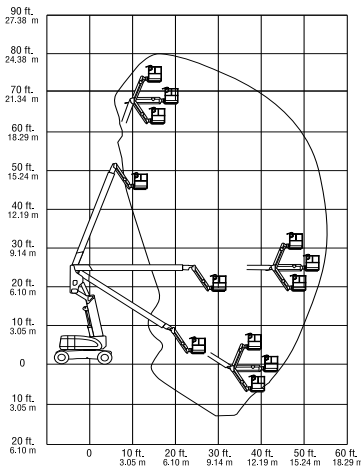 90 ft.
27.38 m
80 ft.
24.38 m
70 ft.
21.34 m
60 ft.
18.29 m
50 ft.
15.24 m
40 ft.
12.19 m
30 ft.
9.14 m
20 ft.
6.10 m
10 ft.
3.05 m
0
10 ft.
3.05 m
20 ft.
6.10 m
0 10 ft. 20 ft. 30 ft. 40 ft. 50 ft. 60 ft.
3.05 m 6.10 m 9.14 m 12.19 m 15.24 m 18.29 m